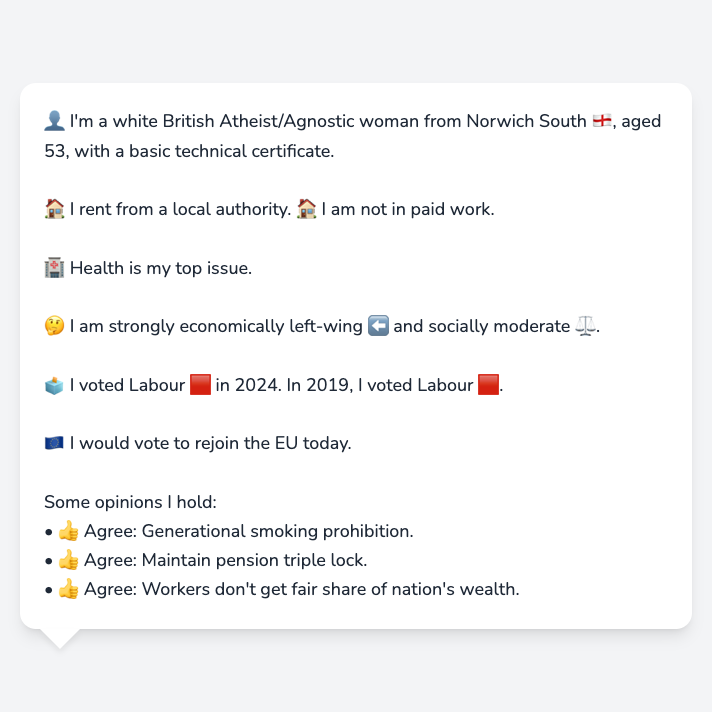 👤 I'm a white British Atheist/Agnostic woman from Norwich South 🏴󠁧󠁢󠁥󠁮󠁧󠁿, aged
53, with a basic technical certificate.
🏠 I rent from a local authority. 🏠 I am not in paid work.
🏥 Health is my top issue.
🤔 I am strongly economically left-wing ⬅️ and socially moderate ⚖️.
🗳️ I voted Labour 🟥 in 2024. In 2019, I voted Labour 🟥.
🇪🇺 I would vote to rejoin the EU today.
Some opinions I hold:
• 👍 Agree: Generational smoking prohibition.
• 👍 Agree: Maintain pension triple lock.
• 👍 Agree: Workers don't get fair share of nation's wealth.